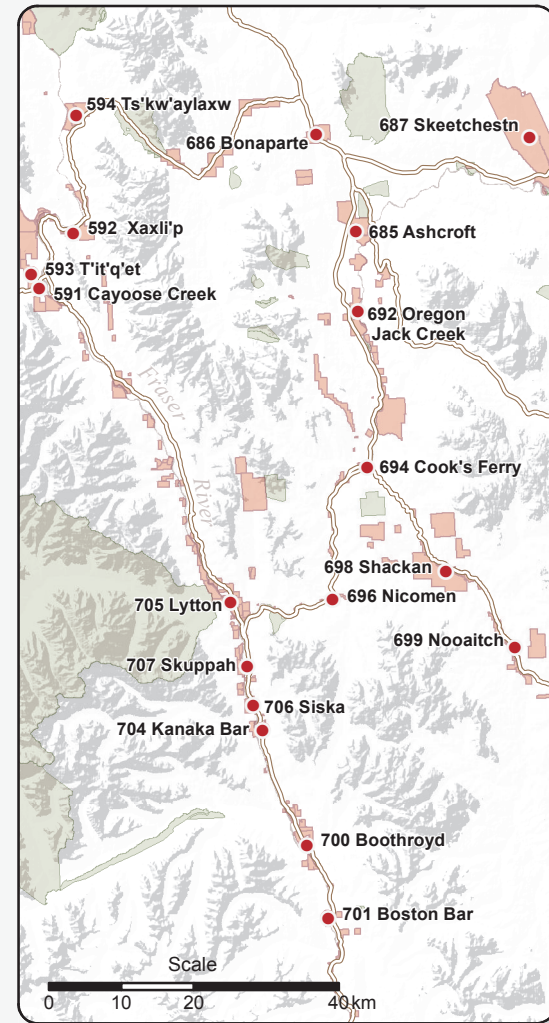 594 Ts'kw'aylaxw
686 Bonaparte
687 Skeetchestn
592 Xaxli'p
685 Ashcroft
593 T'it'q'et
591 Cayoose Creek
692 Oregon
Jack Creek
Fraser
River
694 Cook's Ferry
698 Shackan
705 Lytton
696 Nicomen
699 Nooaitch
707 Skuppah
706 Siska
704 Kanaka Bar
700 Boothroyd
701 Boston Bar
Scale
0 10 20 40 km